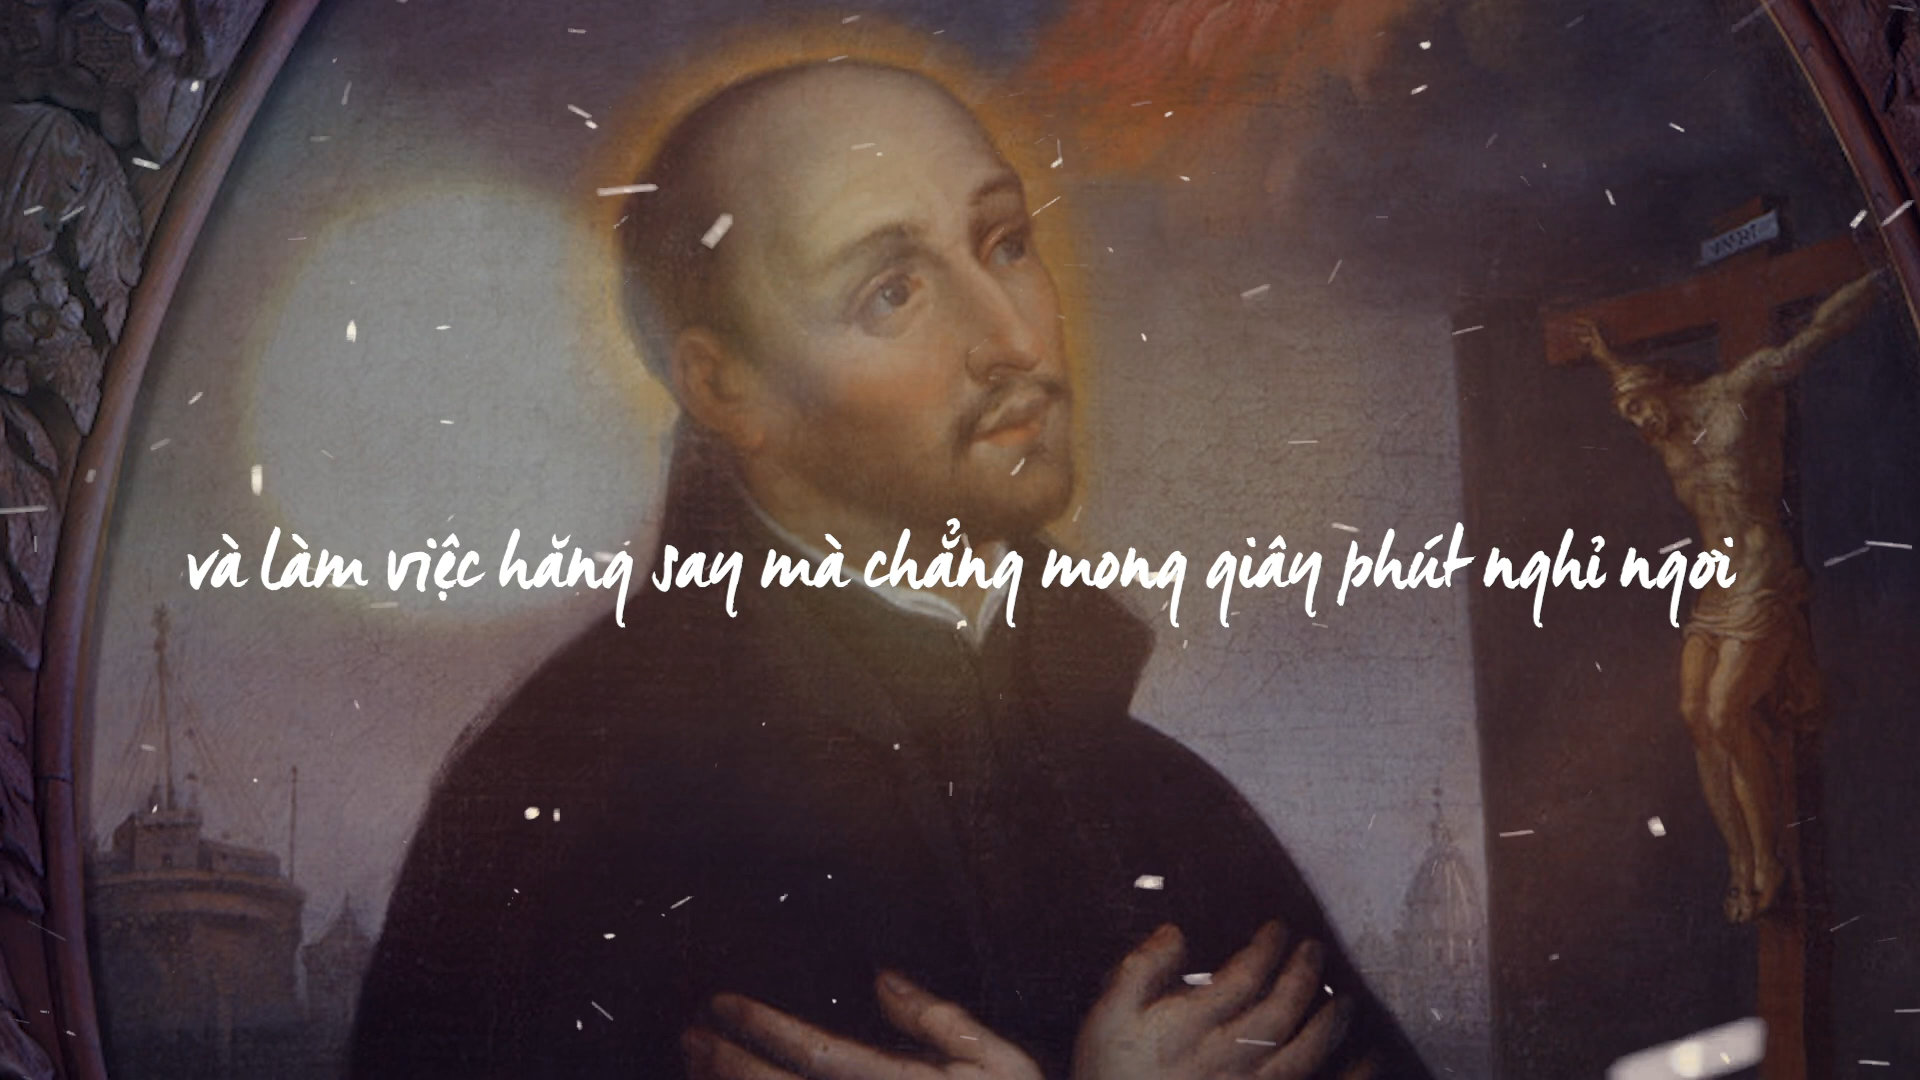 và làm việc hăng say mà chẳng mong giây phút nghỉ ngơi